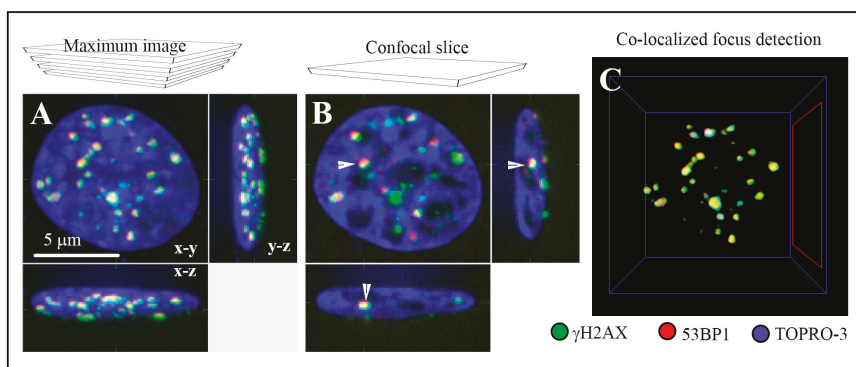 Maximum image
Confocal slice
Co-localized focus detection
A
B
C
5 μm
x-y
y-z
x-z
γH2AX
53BP1
TOPRO-3